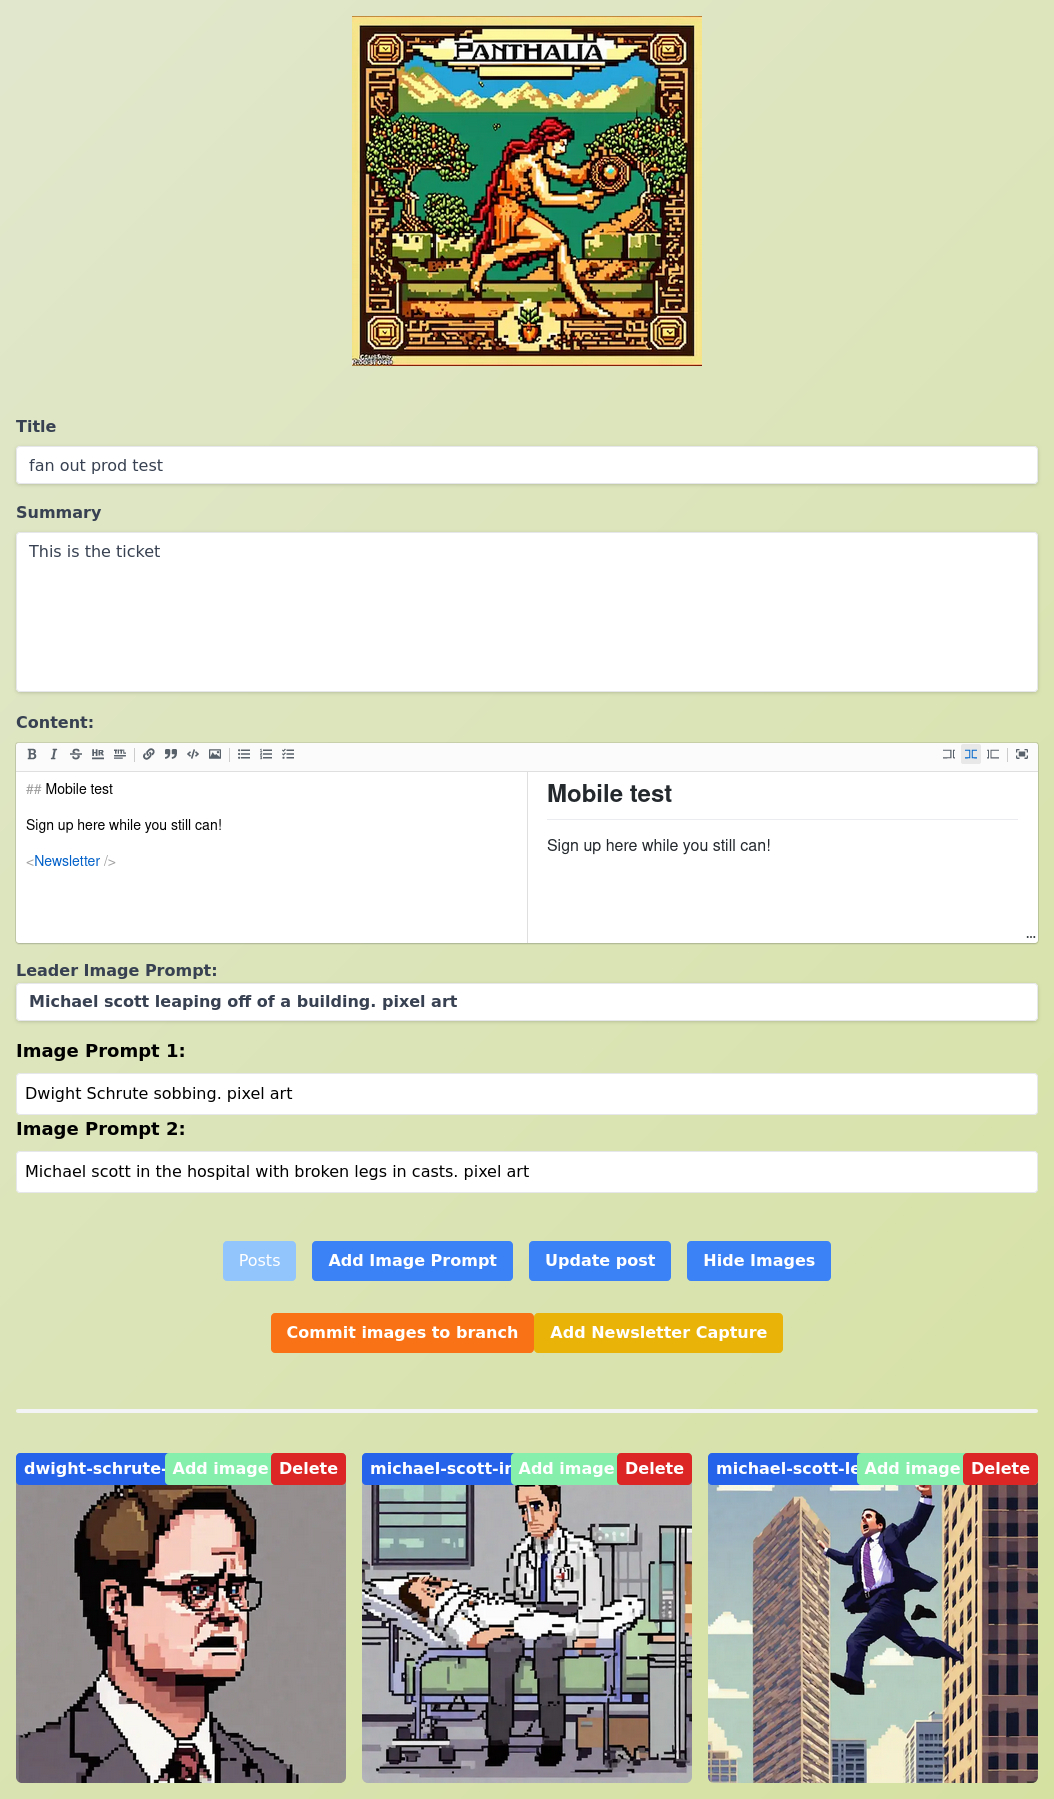 PANTHALIA
Title
fan out prod test
Summary
This is the ticket
Content:
B I S HR
## Mobile test
Sign up here while you still can!
<Newsletter />
Mobile test
Sign up here while you still can!
Leader Image Prompt:
Michael scott leaping off of a building. pixel art
Image Prompt 1:
Dwight Schrute sobbing. pixel art
Image Prompt 2:
Michael scott in the hospital with broken legs in casts. pixel art
Posts Add Image Prompt Update post Hide Images
Commit images to branch Add Newsletter Capture
dwight-schrute- Add image Delete michael-scott-in Add image Delete michael-scott-le Add image Delete